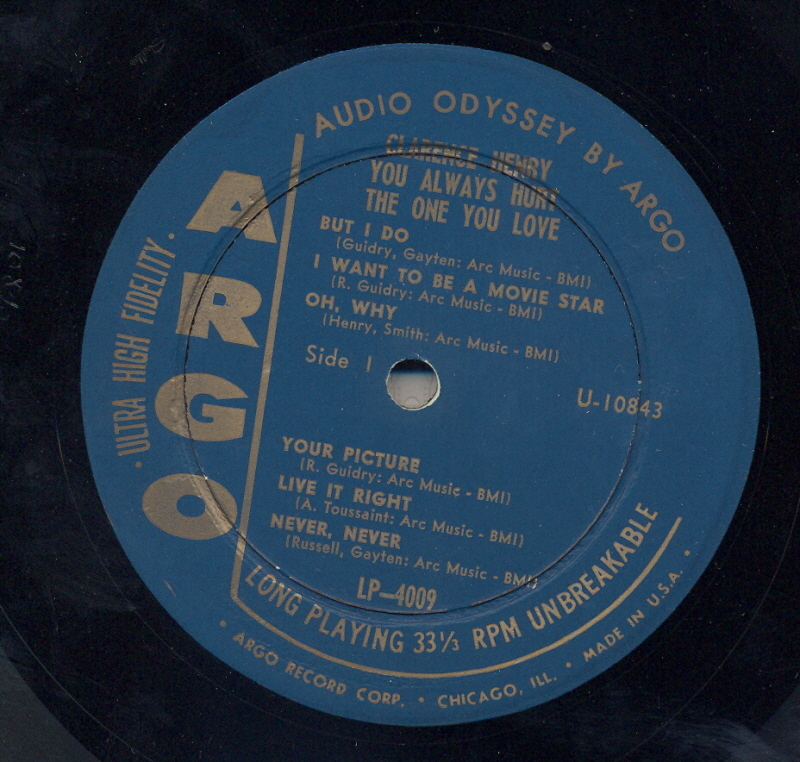 AUDIO ODYSSEY BY ARGO
CLARENCE HENRY
YOU ALWAYS HURT
THE ONE YOU LOVE
BUT I DO
(Guidry, Gayten: Arc Music - BMI)
I WANT TO BE A MOVIE STAR
(R. Guidry: Arc Music - BMI)
OH, WHY
(Henry, Smith: Arc Music - BMI)
Side 1
U-10843
YOUR PICTURE
(R. Guidry: Arc Music - BMI)
LIVE IT RIGHT
(A. Toussaint: Arc Music - BMI)
NEVER, NEVER
(Russell, Gayten: Arc Music - BMI)
LP-4009
ARGO
• ULTRA HIGH FIDELITY •
LONG PLAYING 33⅓ RPM UNBREAKABLE
• ARGO RECORD CORP. • CHICAGO, ILL. • MADE IN U.S.A. •